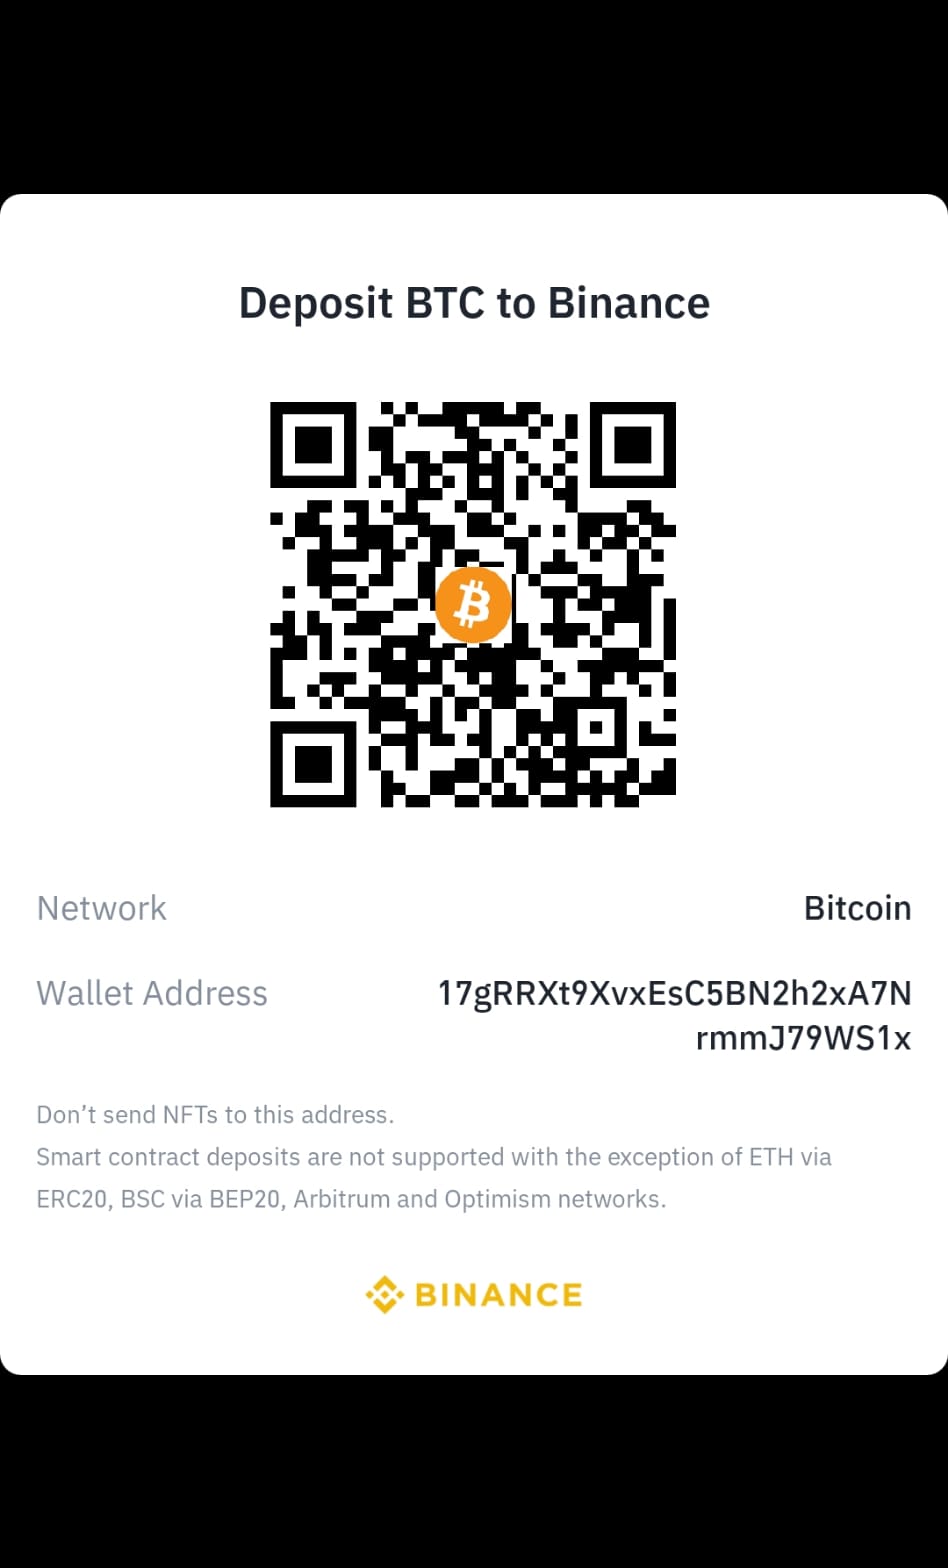 Deposit BTC to Binance
Network Bitcoin
Wallet Address 17gRRXt9XvxEsC5BN2h2xA7N
rmmJ79WS1x
Don’t send NFTs to this address.
Smart contract deposits are not supported with the exception of ETH via
ERC20, BSC via BEP20, Arbitrum and Optimism networks.
BINANCE